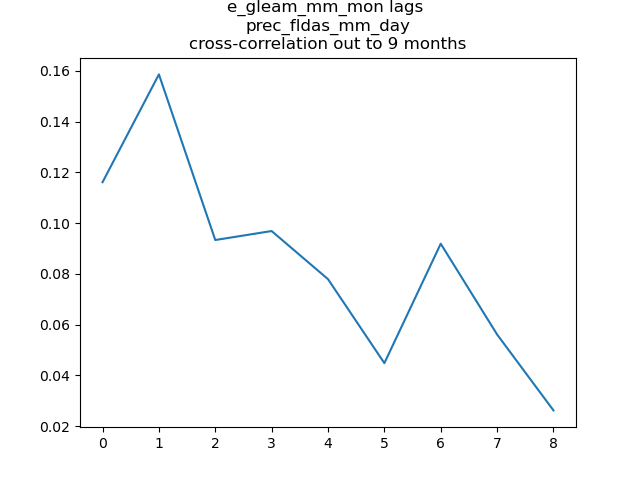 e_gleam_mm_mon lags
prec_fldas_mm_day
cross-correlation out to 9 months
0.16
0.14
0.12
0.10
0.08
0.06
0.04
0.02
0 1 2 3 4 5 6 7 8